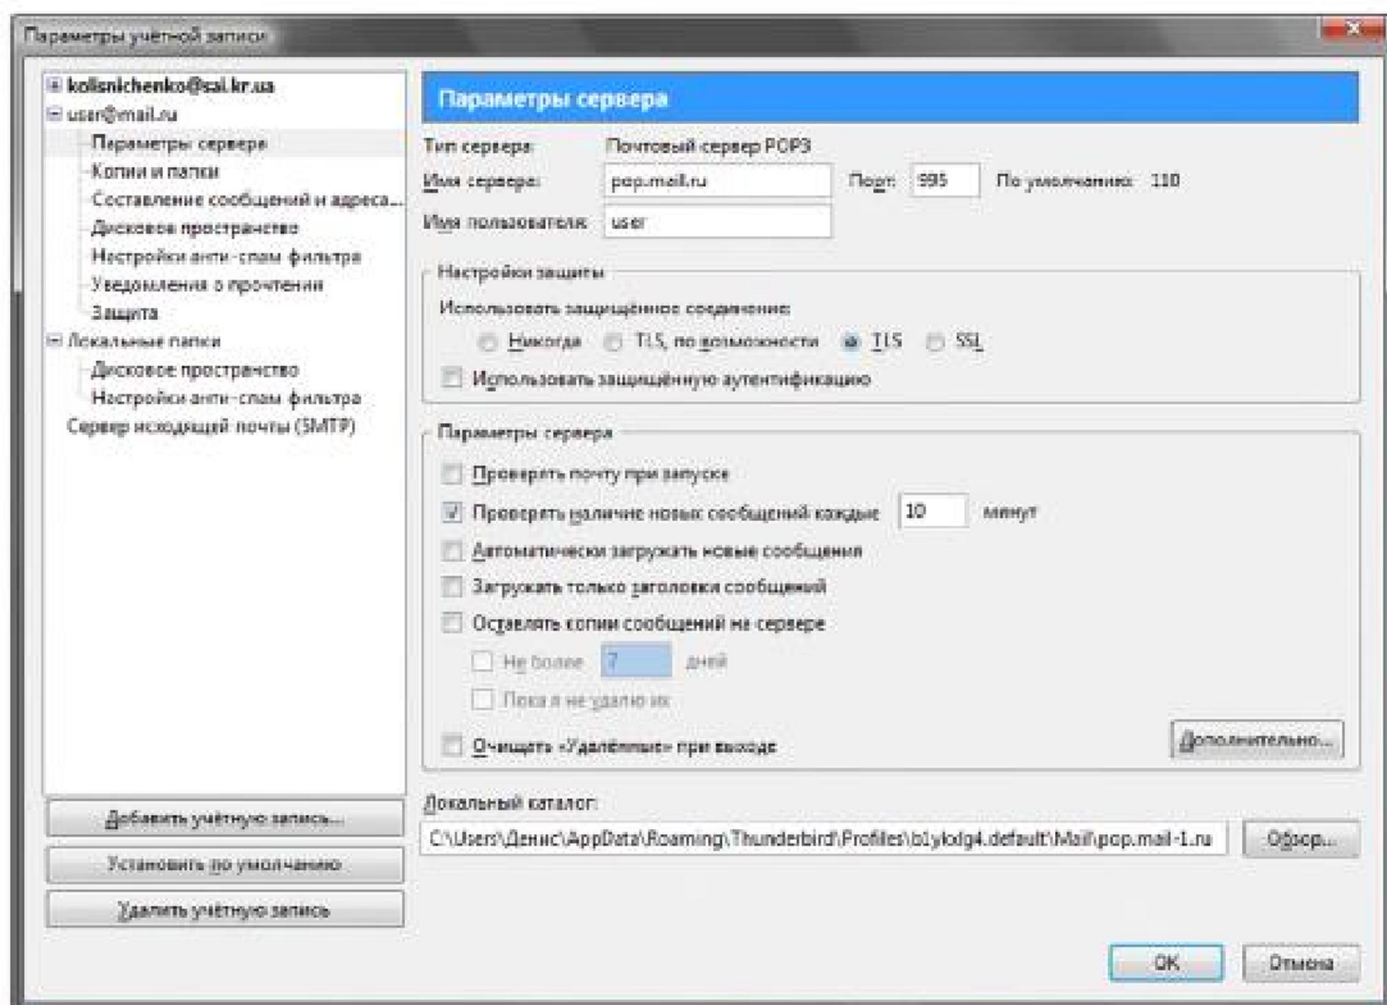 Параметры учётной записи
kolisnichenko@sai.kr.ua
user@mail.ru
Параметры сервера
Копии и папки
Составление сообщений и адреса...
Дисковое пространство
Настройки анти-спам фильтра
Уведомления о прочтении
Защита
Локальные папки
Дисковое пространство
Настройки анти-спам фильтра
Сервер исходящей почты (SMTP)
Добавить учётную запись...
Установить по умолчанию
Удалить учётную запись
Параметры сервера
Тип сервера: Почтовый сервер POP3
Имя сервера: pop.mail.ru Порт: 995 По умолчанию: 110
Имя пользователя: user
Настройки защиты
Использовать защищённое соединение:
Никогда TLS, по возможности TLS SSL
Использовать защищённую аутентификацию
Параметры сервера
Проверять почту при запуске
Проверять наличие новых сообщений каждые 10 минут
Автоматически загружать новые сообщения
Загружать только заголовки сообщений
Оставлять копии сообщений на сервере
Не более 7 дней
Пока я не удалю их
Очищать «Удалённые» при выходе
Дополнительно...
Локальный каталог:
C:\Users\Денис\AppData\Roaming\Thunderbird\Profiles\b1ykxlg4.default\Mail\pop.mail-1.ru Обзор...
OK Отмена